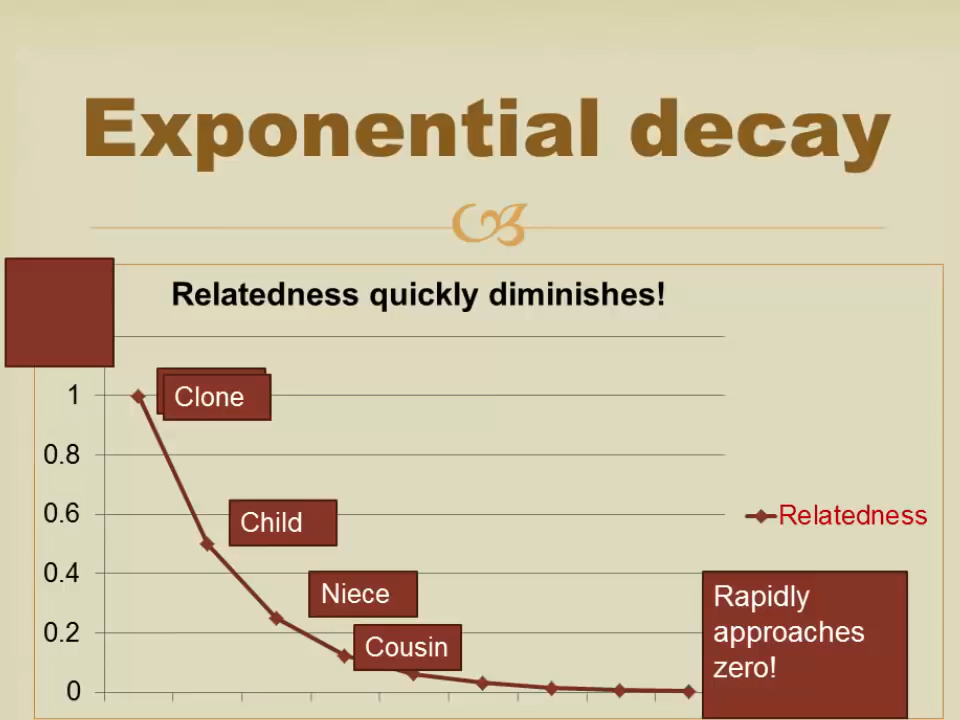 Exponential decay
Relatedness quickly diminishes!
1
Clone
0.8
0.6
Child
Relatedness
0.4
Niece
Rapidly
approaches
zero!
0.2
Cousin
0